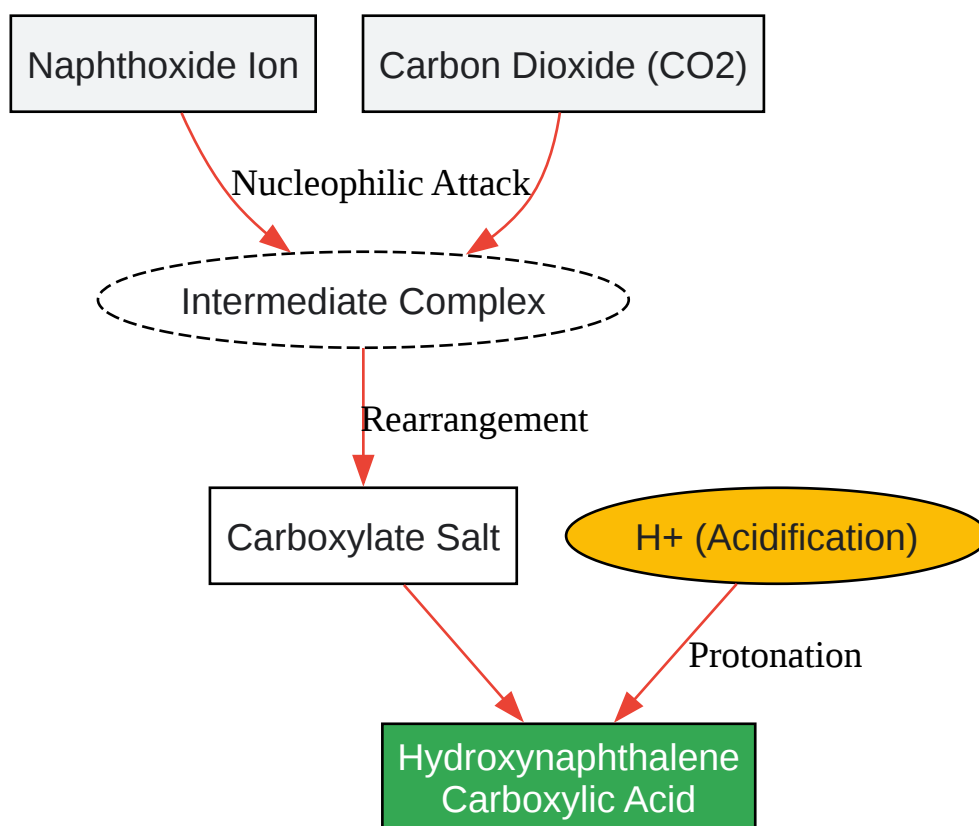 Naphthoxide Ion
Carbon Dioxide (CO2)
Nucleophilic Attack
Intermediate Complex
Rearrangement
Carboxylate Salt
H+ (Acidification)
Protonation
Hydroxynaphthalene
Carboxylic Acid